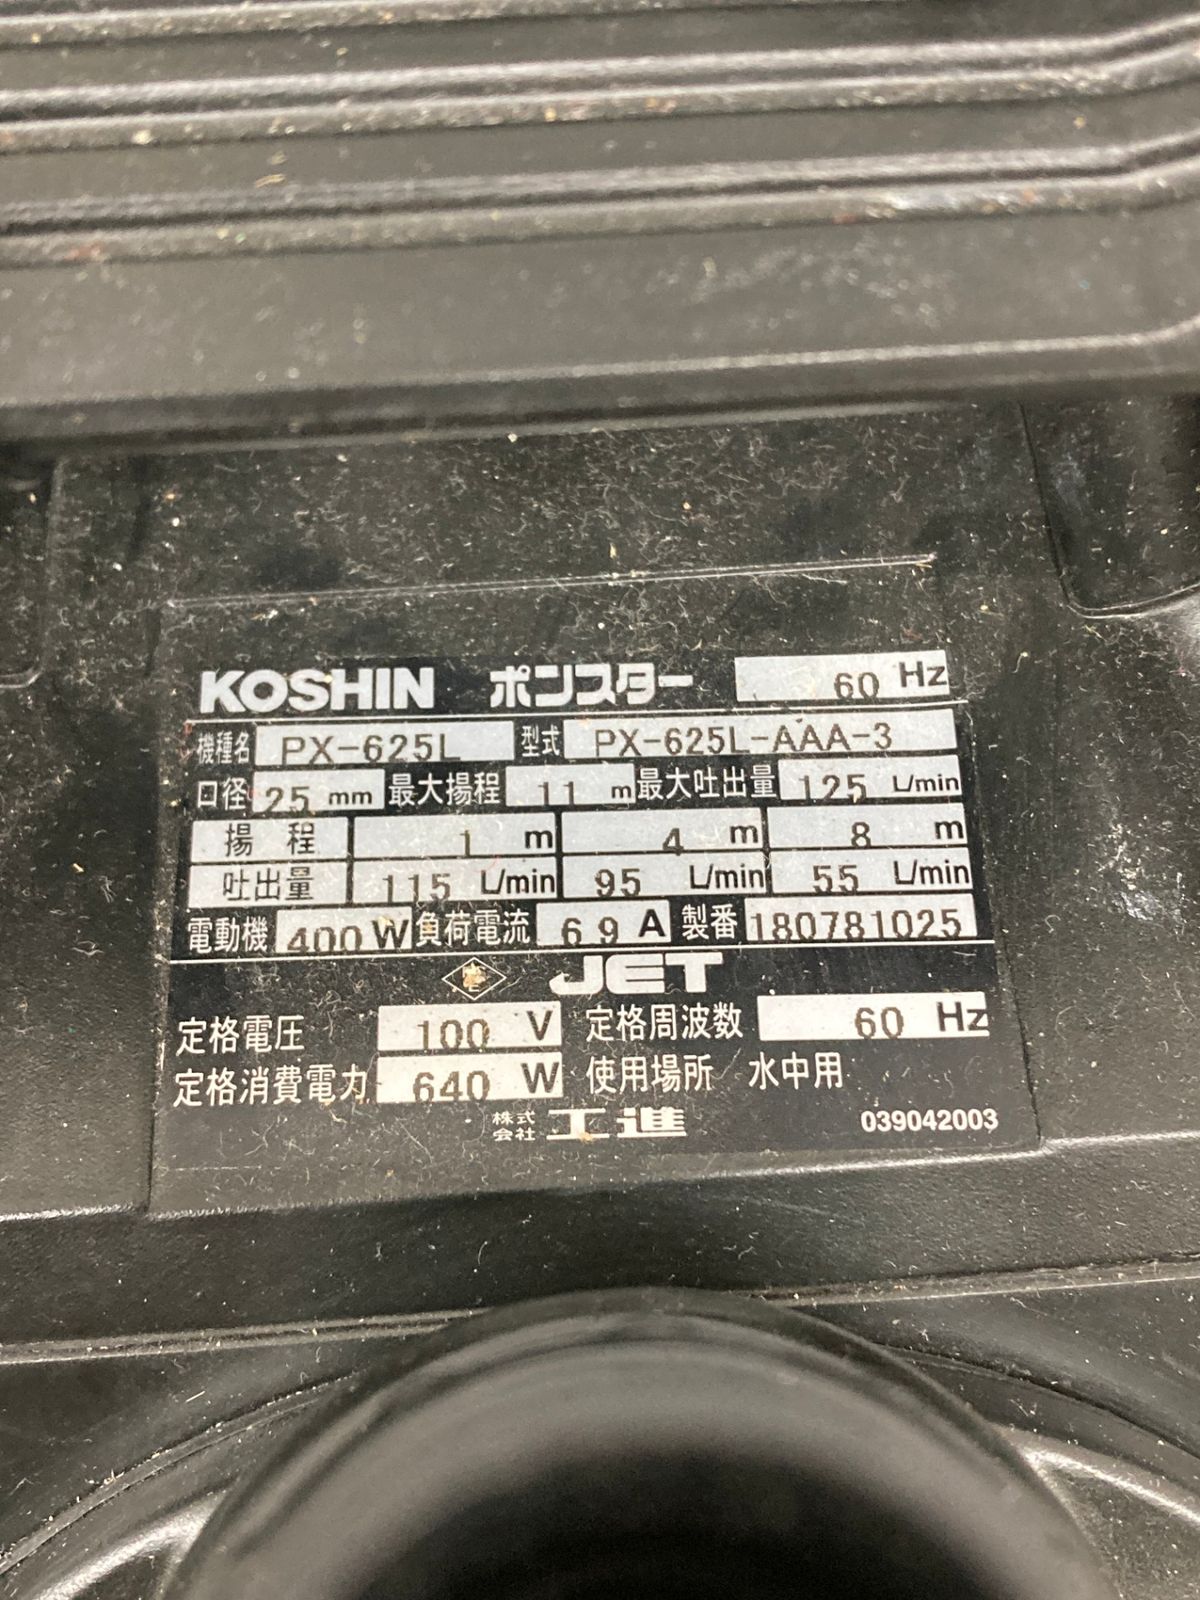 KOSHIN ポンスター 60 Hz
機種名 PX-625L 型式 PX-625L-AAA-3
口径 25 mm 最大揚程 11 m 最大吐出量 125 L/min
揚程 1 m 4 m 8 m
吐出量 115 L/min 95 L/min 55 L/min
電動機 400 W 負荷電流 6.9 A 製番 180781025
JET
定格電圧 100 V 定格周波数 60 Hz
定格消費電力 640 W 使用場所 水中用
株式会社 工進 039042003